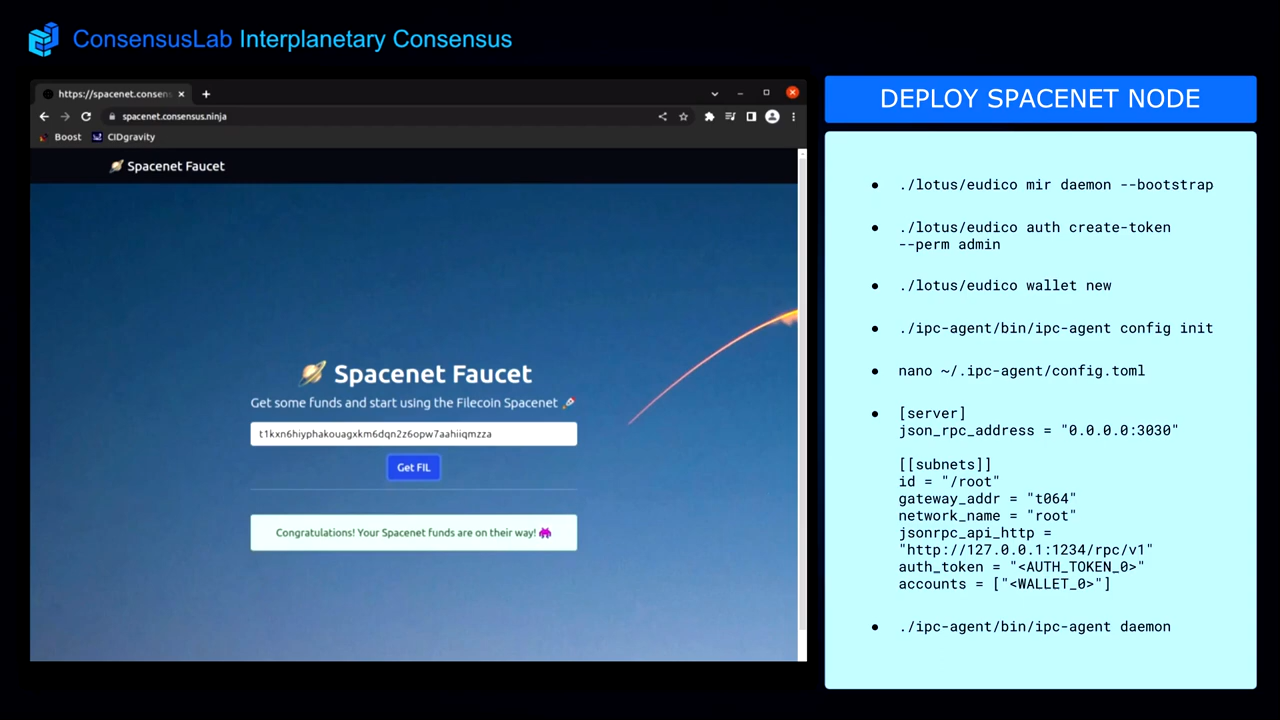 ConsensusLab Interplanetary Consensus
https://spacenet.consens
spacenet.consensus.ninja
Boost CIDgravity
Spacenet Faucet
Spacenet Faucet
Get some funds and start using the Filecoin Spacenet
t1kxn6hiyphakouagxkm6dqn2z6opw7aahiiqmzza
Get FIL
Congratulations! Your Spacenet funds are on their way!
DEPLOY SPACENET NODE
./lotus/eudico mir daemon --bootstrap
./lotus/eudico auth create-token
--perm admin
./lotus/eudico wallet new
./ipc-agent/bin/ipc-agent config init
nano ~/.ipc-agent/config.toml
[server]
json_rpc_address = "0.0.0.0:3030"
[[subnets]]
id = "/root"
gateway_addr = "t064"
network_name = "root"
jsonrpc_api_http =
"http://127.0.0.1:1234/rpc/v1"
auth_token = "<AUTH_TOKEN_0>"
accounts = ["<WALLET_0>"]
./ipc-agent/bin/ipc-agent daemon